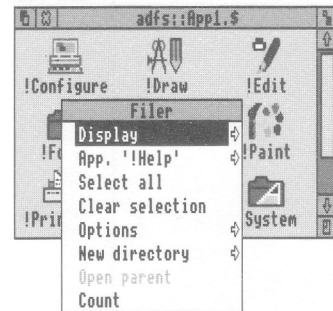 adfs::App1.$
!Configure !Draw !Edit
Filer
Display
App. '!Help'
Select all
Clear selection
Options
New directory
Open parent
Count
!Paint
System